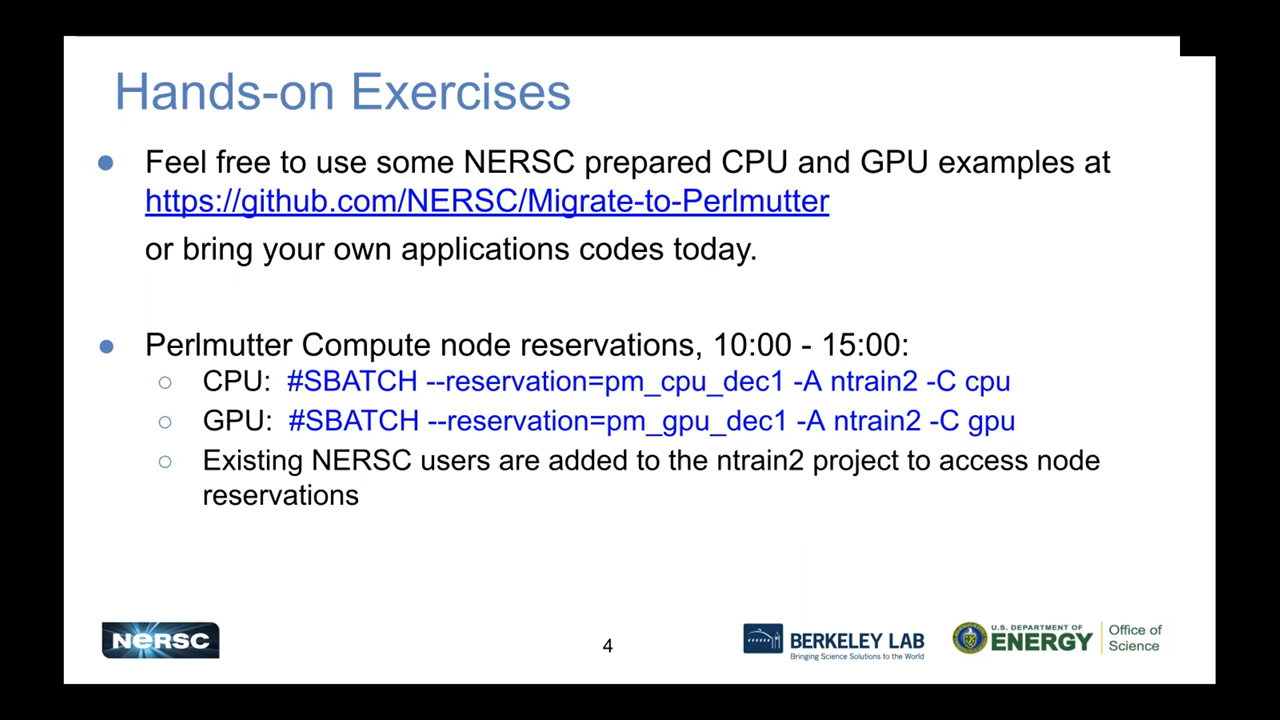 Hands-on Exercises
● Feel free to use some NERSC prepared CPU and GPU examples at
https://github.com/NERSC/Migrate-to-Perlmutter
or bring your own applications codes today.
● Perlmutter Compute node reservations, 10:00 - 15:00:
○ CPU: #SBATCH --reservation=pm_cpu_dec1 -A ntrain2 -C cpu
○ GPU: #SBATCH --reservation=pm_gpu_dec1 -A ntrain2 -C gpu
○ Existing NERSC users are added to the ntrain2 project to access node
reservations
NERSC
4
BERKELEY LAB
Bringing Science Solutions to the World
U.S. DEPARTMENT OF
ENERGY
Office of
Science